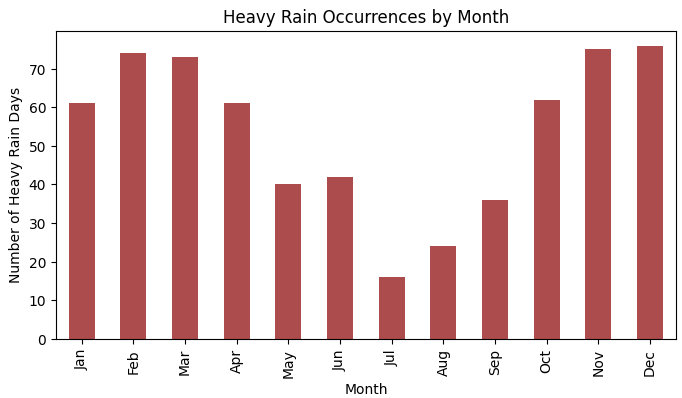 Heavy Rain Occurrences by Month
Number of Heavy Rain Days
70
60
50
40
30
20
10
0
Jan
Feb
Mar
Apr
May
Jun
Jul
Aug
Sep
Oct
Nov
Dec
Month